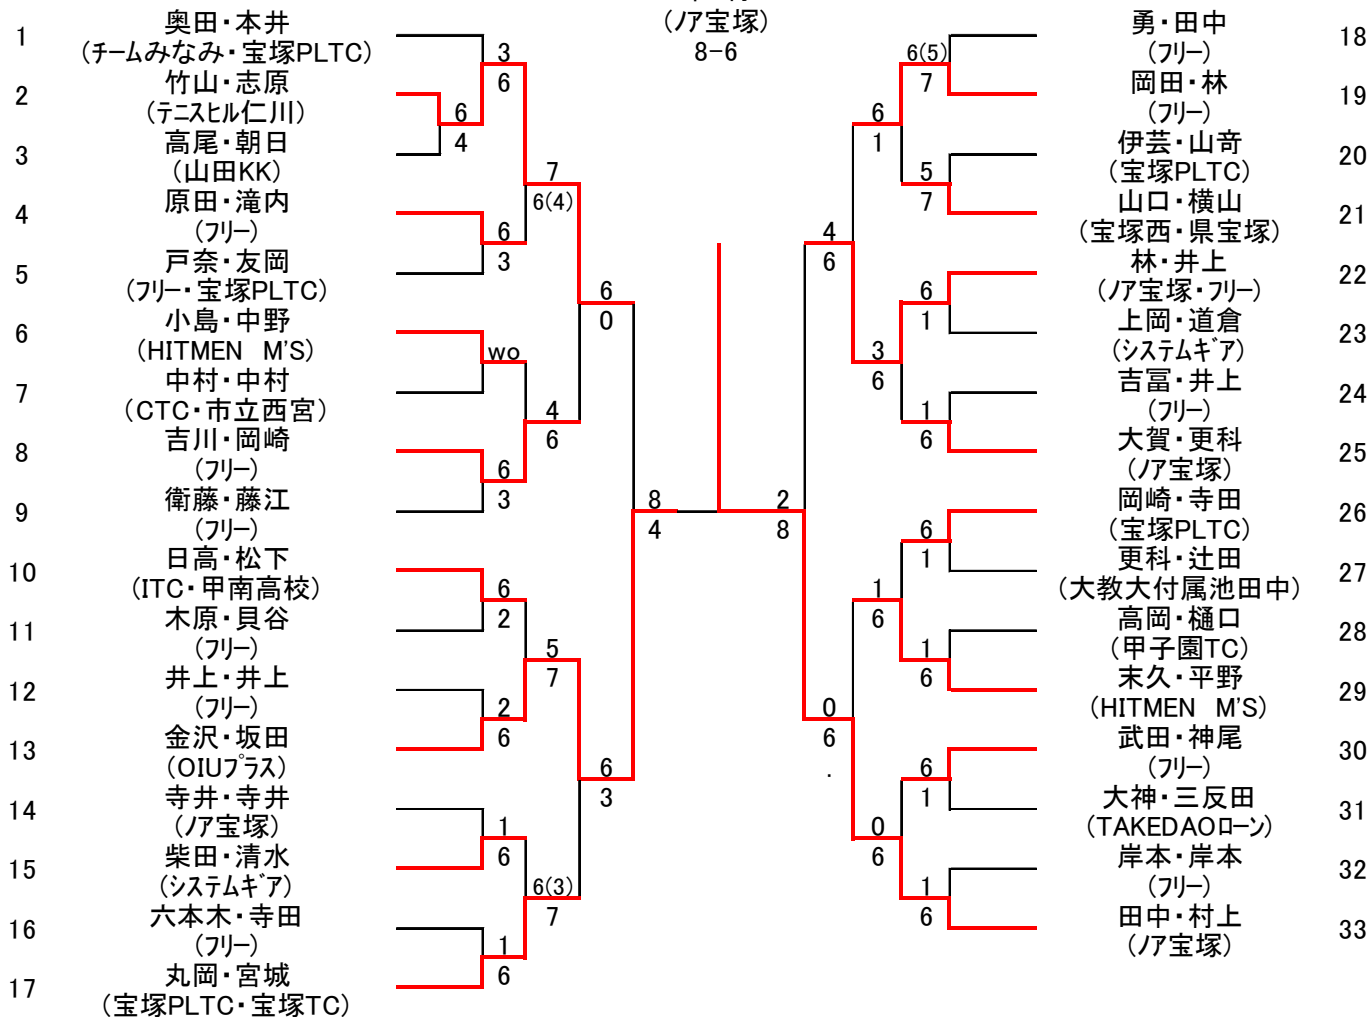 (ノア宝塚)
8-6
1
奥田・本井
(チームみなみ・宝塚PLTC)
2
竹山・志原
(テニスヒル仁川)
3
高尾・朝日
(山田KK)
4
原田・滝内
(フリー)
5
戸奈・友岡
(フリー・宝塚PLTC)
6
小島・中野
(HITMEN M'S)
7
中村・中村
(CTC・市立西宮)
8
吉川・岡崎
(フリー)
9
衛藤・藤江
(フリー)
10
日高・松下
(ITC・甲南高校)
11
木原・貝谷
(フリー)
12
井上・井上
(フリー)
13
金沢・坂田
(OIUプラス)
14
寺井・寺井
(ノア宝塚)
15
柴田・清水
(システムギア)
16
六本木・寺田
(フリー)
17
丸岡・宮城
(宝塚PLTC・宝塚TC)
3
6
6
4
7
6(4)
6
3
6
0
wo
4
6
6
3
8
4
6
2
5
7
2
6
6
3
1
6
6(3)
7
1
6
6(5)
7
6
1
5
7
4
6
6
1
3
6
1
6
2
8
6
1
1
6
1
6
0
6
.
6
1
0
6
1
6
勇・田中
(フリー)
18
岡田・林
(フリー)
19
伊芸・山嵜
(宝塚PLTC)
20
山口・横山
(宝塚西・県宝塚)
21
林・井上
(ノア宝塚・フリー)
22
上岡・道倉
(システムギア)
23
吉冨・井上
(フリー)
24
大賀・更科
(ノア宝塚)
25
岡崎・寺田
(宝塚PLTC)
26
更科・辻田
(大教大付属池田中)
27
高岡・樋口
(甲子園TC)
28
末久・平野
(HITMEN M'S)
29
武田・神尾
(フリー)
30
大神・三反田
(TAKEDAOローン)
31
岸本・岸本
(フリー)
32
田中・村上
(ノア宝塚)
33